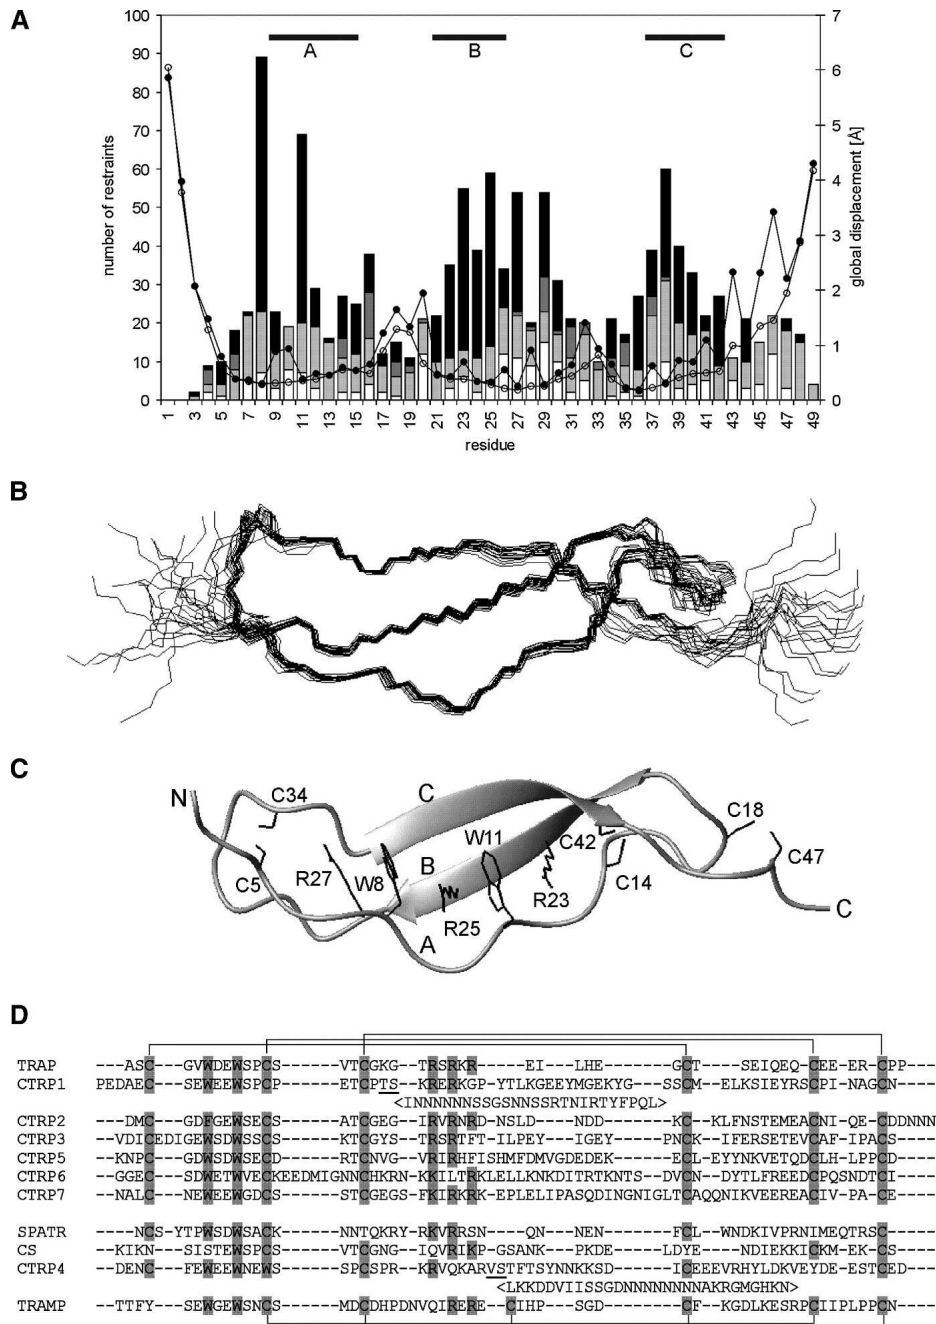 A
100
90
80
70
60
50
40
30
20
10
0
number of restraints
A
B
C
7
6
5
4
3
2
1
0
global displacement [Å]
1 3 5 7 9 11 13 15 17 19 21 23 25 27 29 31 33 35 37 39 41 43 45 47 49
residue
B
C
N
C34
C
C18
W11
C42
B
C47
C5
R27
W8
R23
C14
R25
C
A
D
TRAP ---ASC---GVWDEWSPCS-----VTCGKG---TRSRKR-----EI---LHE-----GCT---SEIQEQ-CEEE-ER-CPP---
CTRP1 PEDAEC---SEWEEWSPCP-----ETCPTS--KRERKGP-YTLKGEEYMGEKYG---SSCM---ELKSIEYRSCPI-NAGCN----
<INNNNNNSSGSNNSSRTNIRTYFPQL>
CTRP2 ---DMC---GDFGEWSPCS-----ATCGEG--IRVRNRD-NSLD---NDD-----KC---KLFNSTEMEACNI-QE-CDDNNN
CTRP3 ---VDICEDIGEWSDWSSCS-----KTCGYS--TRSRTFT-ILPEY---IGEY----PNCK---IFERSETEVCAF-IPACS----
CTRP5 ---KNPC---GDWSEWSECD-----RTCNVG--VRIRHFISHMFDMVGDEDEK-----ECL-EYYNKVETQDCLH-LPPCD----
CTRP6 ---GGEC---SDWETWVECKEEDMIGNNCHKRN--KKILTRKLELLKNKDITRTKNTS---DVCN---DYTLFREEDCPQSNDTCI----
CTRP7 ---NALC---NEWEEWGDCS-----STCGEGS-FKIRKRK-EPLELIPASQDINGNIGLTCAQQNIKVEEREACIV-PA-CE----
SPATR ----NCS-YTPWSDWSACK-----NNTQKRY-RKVRRSN---QN--NEN-----FCL---WNDKIVPRNIMEQTRSC-----
CS --KIKN----SISTEWSPCS-----VTCGNG--IQVRIKP-GSANK--PKDE----LDYE----NDIEKKICKM-EK-CS-----
CTRP4 ---DENC---FEWEEWNECS-----SCSPR--KRVQKARVSTFTSYNNKKSD-----ICEEEVRHYLDKVEYDE-ESTCED----
<LKKDDVIISSGDNNNNNNNNAKRGMGHKN>
TRAMP --TTFY----SEWGEWSNCS-----MDCDHPDNVQIRERE---CIHP---SGD------CF---KGDLKESRPCIIPLPPCN----